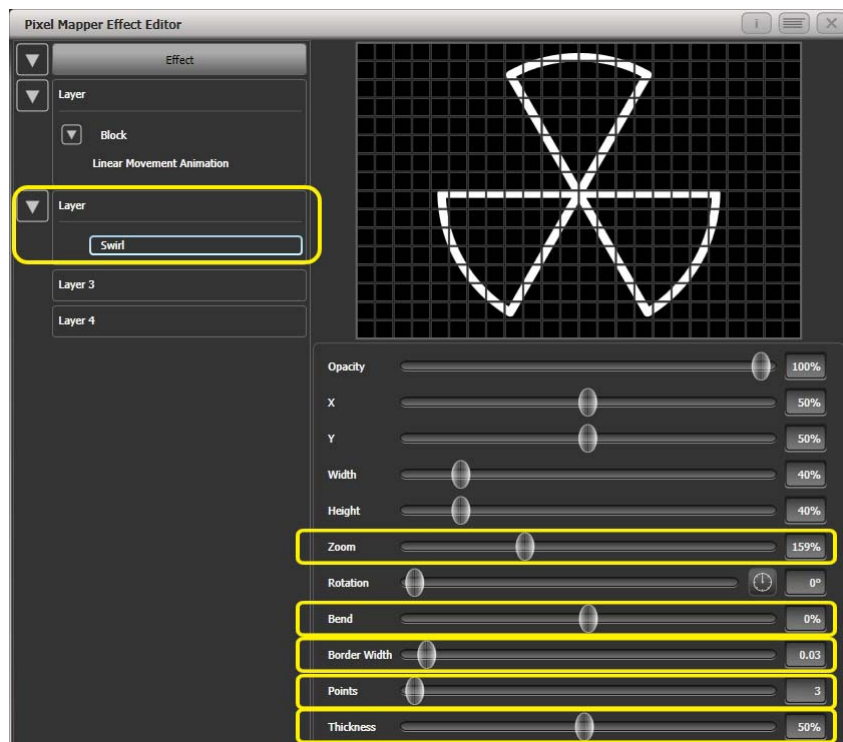 Pixel Mapper Effect Editor
i
Effect
Layer
Block
Linear Movement Animation
Layer
Swirl
Layer 3
Layer 4
Opacity 100%
X 50%
Y 50%
Width 40%
Height 40%
Zoom 159%
Rotation 0º
Bend 0%
Border Width 0.03
Points 3
Thickness 50%